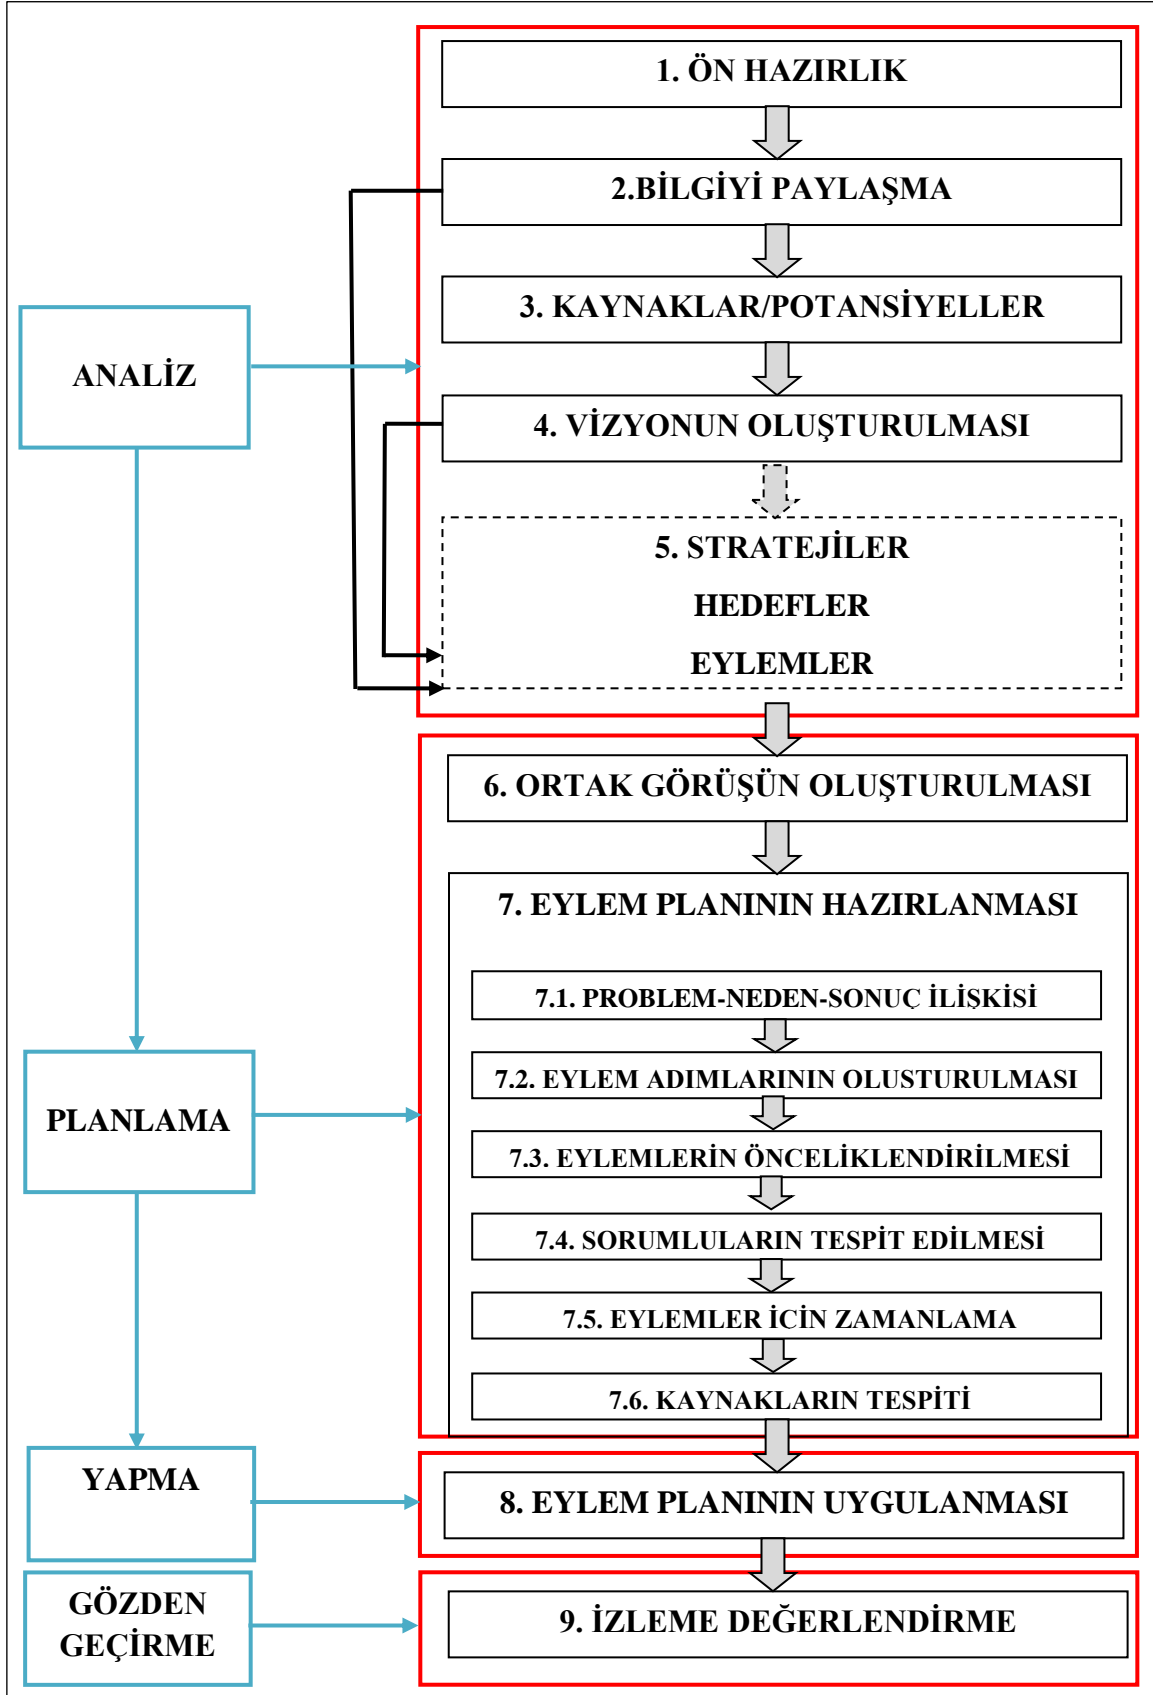 1. ÖN HAZIRLIK
2.BİLGİYİ PAYLAŞMA
3. KAYNAKLAR/POTANSİYELLER
ANALİZ
4. VİZYONUN OLUŞTURULMASI
5. STRATEJİLER
HEDEFLER
EYLEMLER
6. ORTAK GÖRÜŞÜN OLUŞTURULMASI
7. EYLEM PLANININ HAZIRLANMASI
7.1. PROBLEM-NEDEN-SONUÇ İLİŞKİSİ
7.2. EYLEM ADIMLARININ OLUSTURULMASI
PLANLAMA
7.3. EYLEMLERİN ÖNCELİKLENDİRİLMESİ
7.4. SORUMLULARIN TESPİT EDİLMESİ
7.5. EYLEMLER İCİN ZAMANLAMA
7.6. KAYNAKLARIN TESPİTİ
YAPMA
8. EYLEM PLANININ UYGULANMASI
GÖZDEN
GEÇİRME
9. İZLEME DEĞERLENDİRME